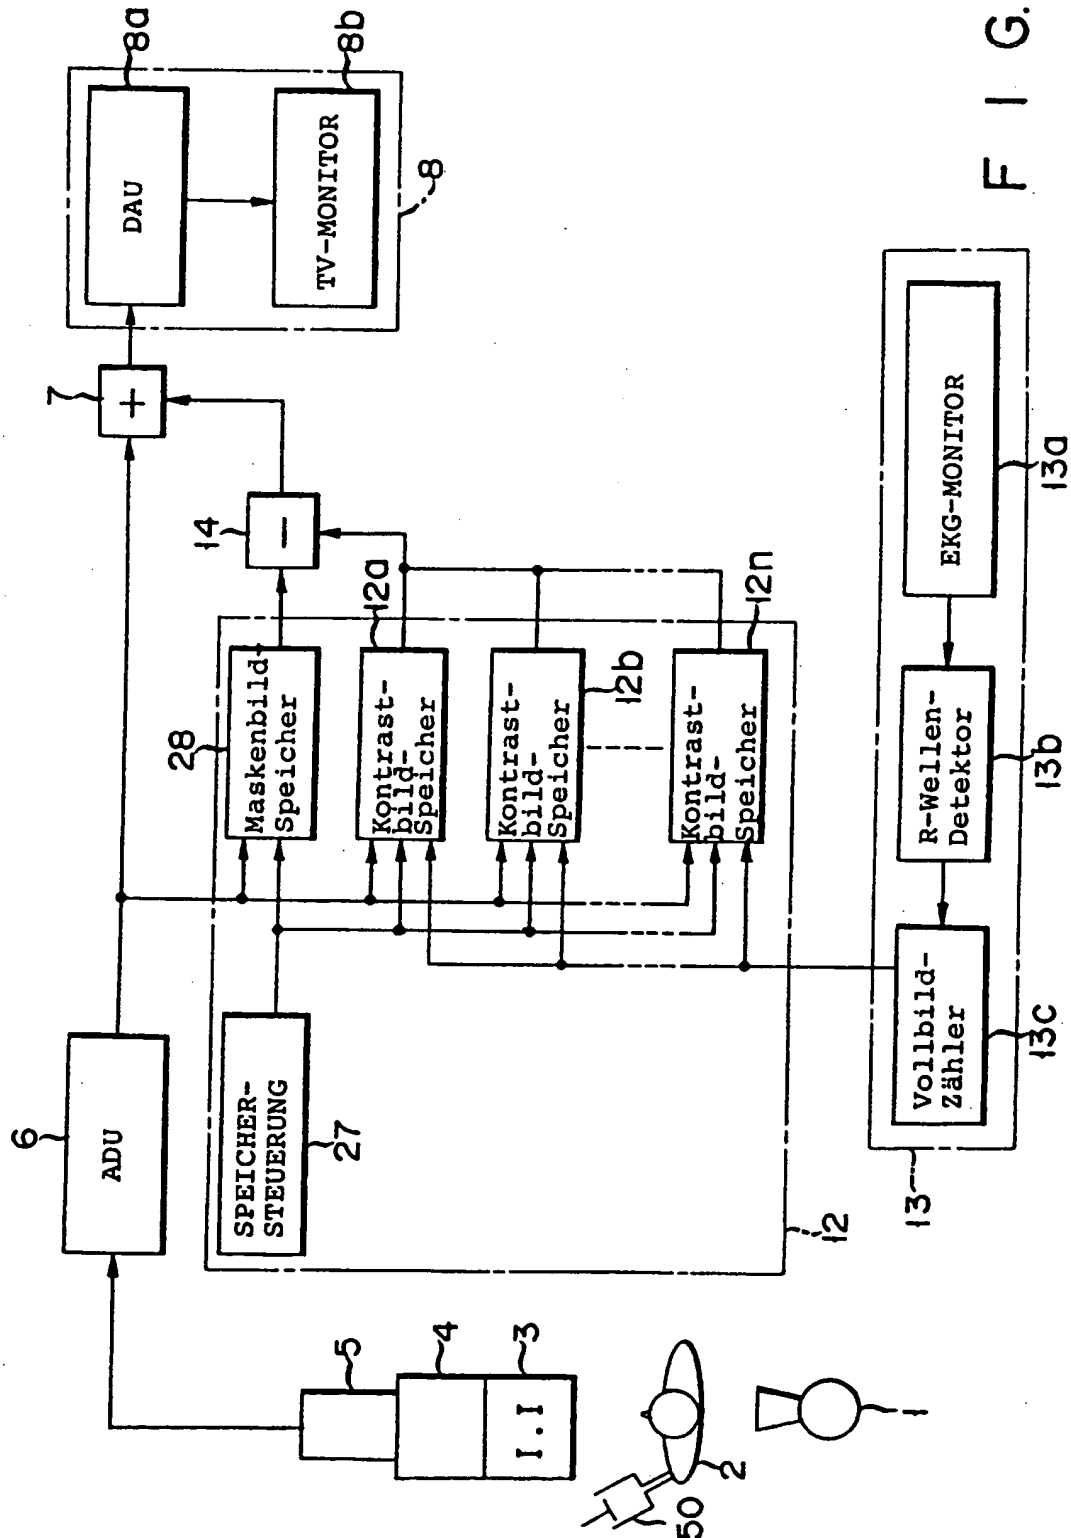 6
ADU
7
+
DAU
8a
TV-MONITOR
8b
8
14
−
28
Maskenbild-
Speicher
12a
Kontrast-
bild-
Speicher
Kontrast-
bild-
Speicher
12b
Kontrast-
bild-
Speicher
12n
SPEICHER-
STEUERUNG
27
12
5
4
3
I.I
2
50
1
13
Vollbild-
Zähler
13c
R-Wellen-
Detektor
13b
EKG-MONITOR
13a
FIG.